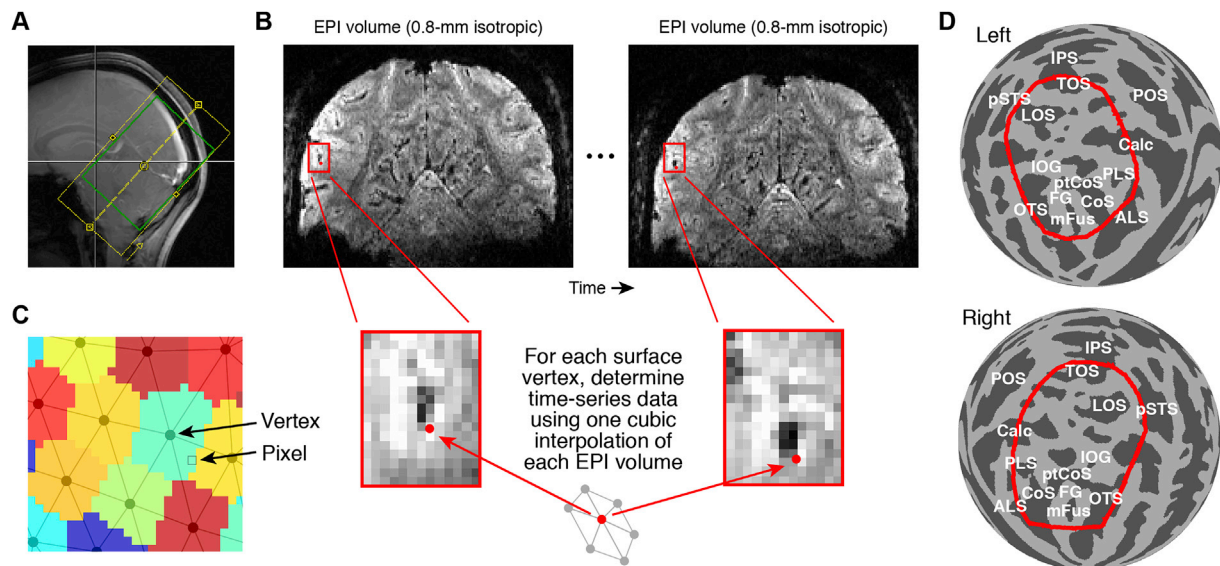 A
B
EPI volume (0.8-mm isotropic)
EPI volume (0.8-mm isotropic)
Time
For each surface
vertex, determine
time-series data
using one cubic
interpolation of
each EPI volume
C
Vertex
Pixel
D
Left
IPS
TOS
pSTS
POS
LOS
Calc
IOG
PLS
ptCoS
FG
CoS
OTS
mFus
ALS
Right
IPS
TOS
POS
LOS
pSTS
Calc
IOG
PLS
ptCoS
CoS
FG
OTS
ALS
mFus